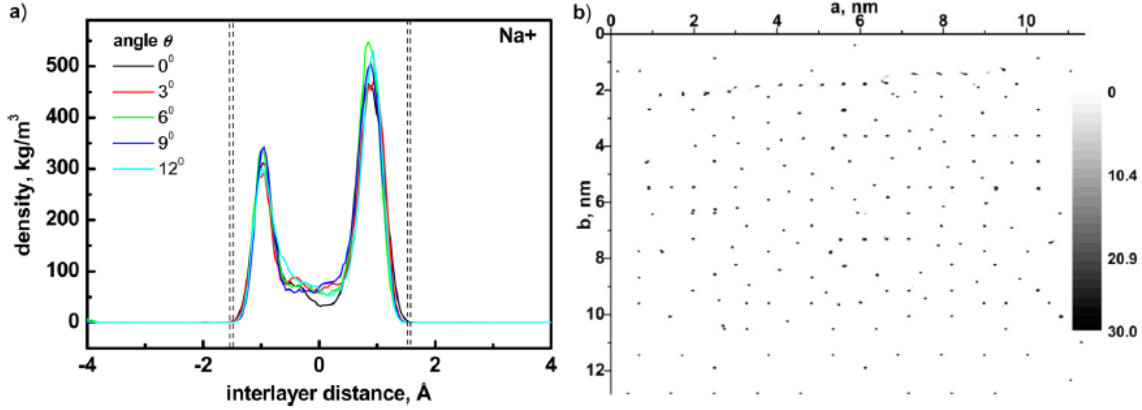 a)
Na+
angle θ
0⁰
3⁰
6⁰
9⁰
12⁰
density, kg/m³
500
400
300
200
100
0
-4 -2 0 2 4
interlayer distance, Å
b)
a, nm
0 2 4 6 8 10
b, nm
0
2
4
6
8
10
12
0
10.4
20.9
30.0